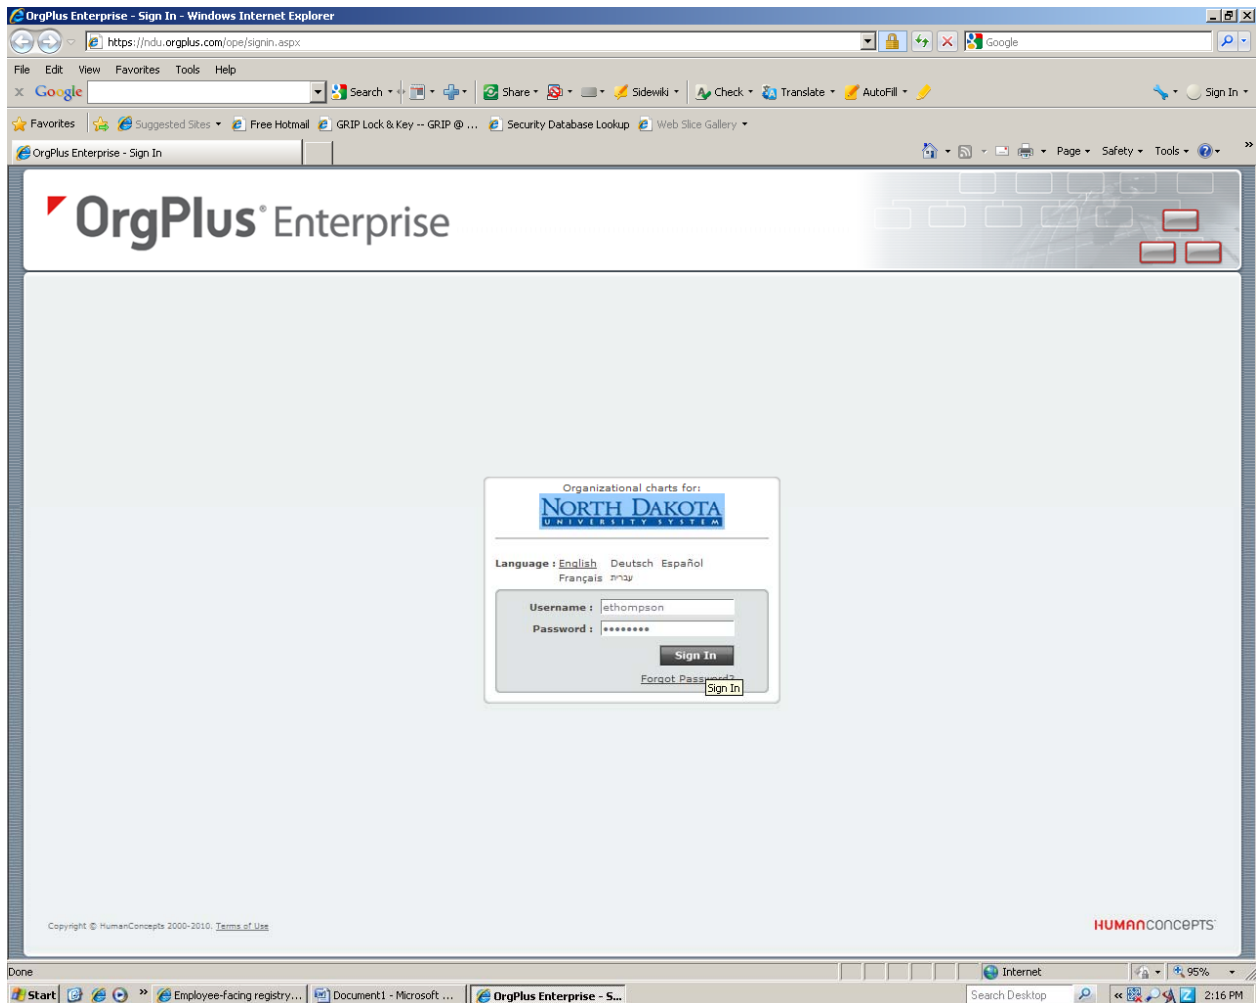 OrgPlus Enterprise - Sign In - Windows Internet Explorer
https://ndu.orgplus.com/ope/signin.aspx
Google
File Edit View Favorites Tools Help
x Google Search Share Sidewiki Check Translate AutoFill Sign In
Favorites Suggested Sites Free Hotmail GRIP Lock & Key -- GRIP @ ... Security Database Lookup Web Slice Gallery
OrgPlus Enterprise - Sign In Page Safety Tools »
OrgPlus® Enterprise
Organizational charts for:
NORTH DAKOTA
UNIVERSITY SYSTEM
Language : English Deutsch Español
Français עברית
Username : ethompson
Password : ••••••••
Sign In
Forgot Password?
Sign In
Copyright © HumanConcepts 2000-2010. Terms of Use
HUMANCONCEPTS
Done Internet 95%
Start » Employee-facing registry... Document1 - Microsoft ... OrgPlus Enterprise - S... Search Desktop « 2:16 PM